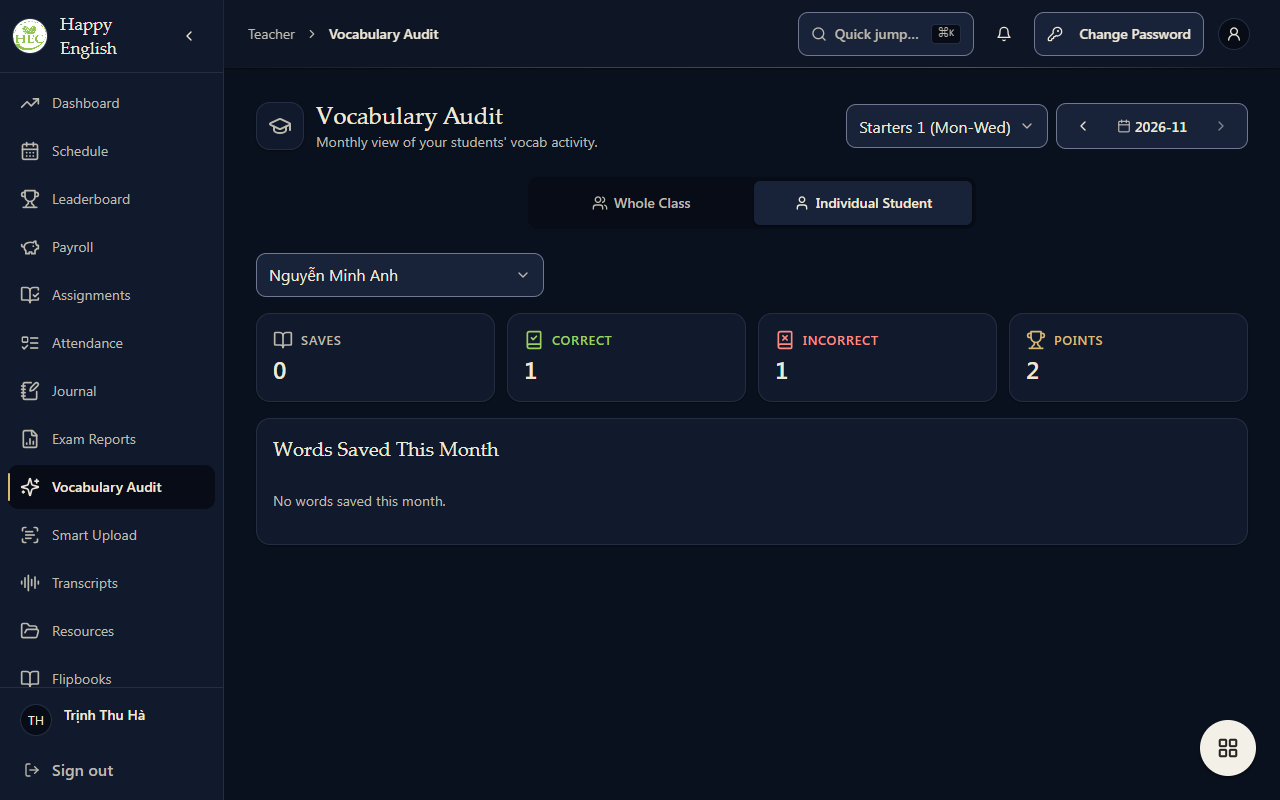 Happy
English
HEC
Dashboard
Schedule
Leaderboard
Payroll
Assignments
Attendance
Journal
Exam Reports
Vocabulary Audit
Smart Upload
Transcripts
Resources
Flipbooks
TH
Trịnh Thu Hà
Sign out
Teacher
Vocabulary Audit
Quick jump...
⌘K
Change Password
Vocabulary Audit
Monthly view of your students' vocab activity.
Starters 1 (Mon-Wed)
2026-11
Whole Class
Individual Student
Nguyễn Minh Anh
SAVES
0
CORRECT
1
INCORRECT
1
POINTS
2
Words Saved This Month
No words saved this month.